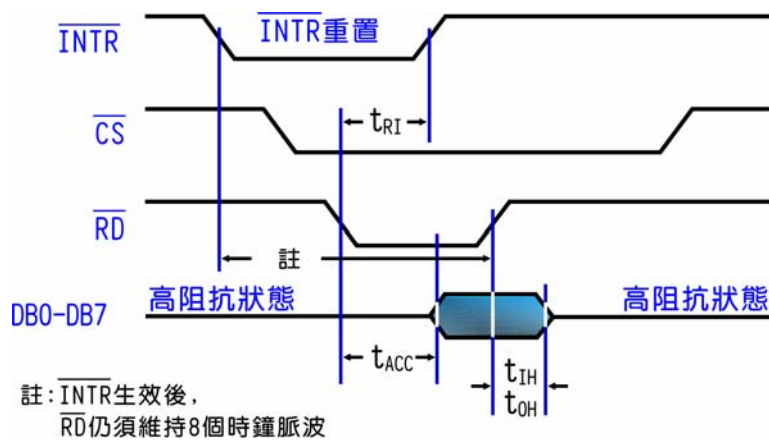 INTR
INTR重置
CS
tRI
RD
註
DB0-DB7
高阻抗狀態
高阻抗狀態
tACC
tIH
tOH
註:INTR生效後,
RD仍須維持8個時鐘脈波